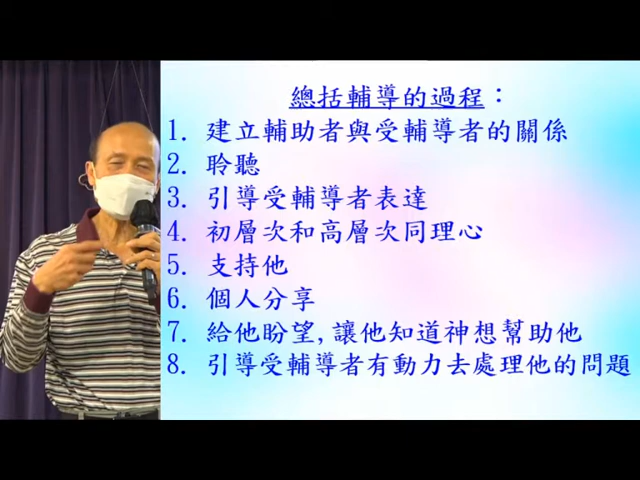 總括輔導的過程：
1. 建立輔助者與受輔導者的關係
2. 聆聽
3. 引導受輔導者表達
4. 初層次和高層次同理心
5. 支持他
6. 個人分享
7. 給他盼望,讓他知道神想幫助他
8. 引導受輔導者有動力去處理他的問題